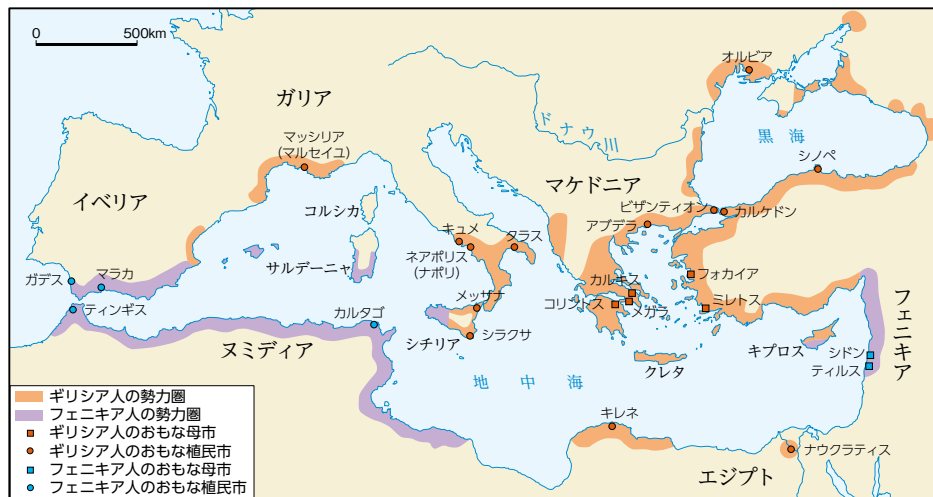 0
500km
オルビア
ガリア
ドナウ川
マッシリア
(マルセイユ)
黒海
シノペ
イベリア
マケドニア
コルシカ
ビザンティオン
カルケドン
アブデラ
キュメ
タラス
ネアポリス
(ナポリ)
サルデーニャ
ガデス
マラカ
フォカイア
カルキス
メッサナ
コリントス
メガラ
ミレトス
ティンギス
カルタゴ
フェニキア
ヌミディア
シチリア
シラクサ
キプロス
シドン
ティルス
クレタ
地中海
ギリシア人の勢力圏
フェニキア人の勢力圏
ギリシア人のおもな母市
ギリシア人のおもな植民市
フェニキア人のおもな母市
フェニキア人のおもな植民市
キレネ
ナウクラティス
エジプト